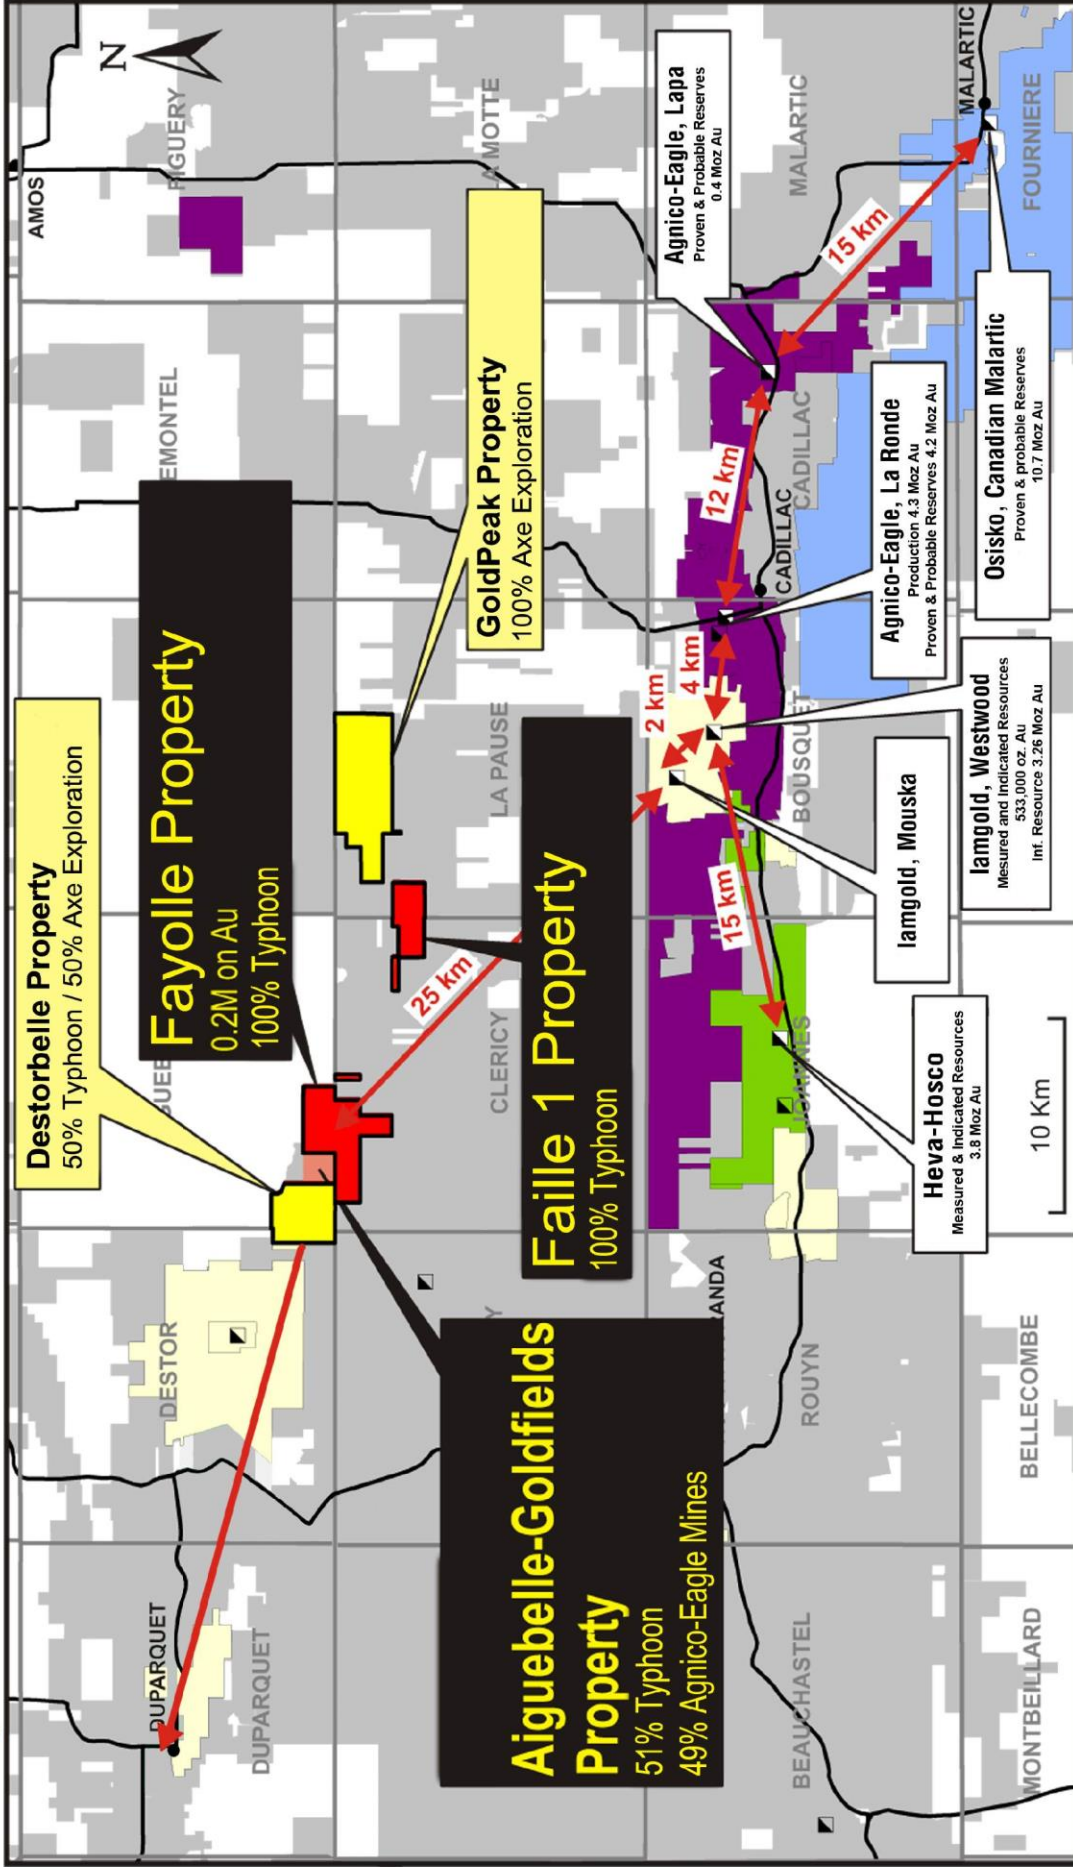 N
AMOS
FIGUERY
LA MOTTE
MALARTIC
MALARTIC
FOURNIERE
Agnico-Eagle, Lapa
Proven & Probable Reserves
0.4 Moz Au
15 km
12 km
CADILLAC
CADILLAC
GoldPeak Property
100% Axe Exploration
Agnico-Eagle, La Ronde
Production 4.3 Moz Au
Proven & Probable Reserves 4.2 Moz Au
Osisko, Canadian Malartic
Proven & probable Reserves
10.7 Moz Au
Destorbelle Property
50% Typhoon / 50% Axe Exploration
Fayolle Property
0.2M on Au
100% Typhoon
LA PAUSE
2 km
4 km
BOUSQUET
Faille 1 Property
100% Typhoon
Iamgold, Westwood
Mesured and Indicated Resources
533,000 oz. Au
Inf. Resource 3.26 Moz Au
Iamgold, Mouska
15 km
25 km
CLERICY
JOANNES
Heva-Hosco
Measured & Indicated Resources
3.8 Moz Au
10 Km
DESTOR
Aiguebelle-Goldfields
Property
51% Typhoon
49% Agnico-Eagle Mines
ROUYN
BELLECOMBE
DUPARQUET
DUPARQUET
BEAUCHASTEL
MONTBEILLARD